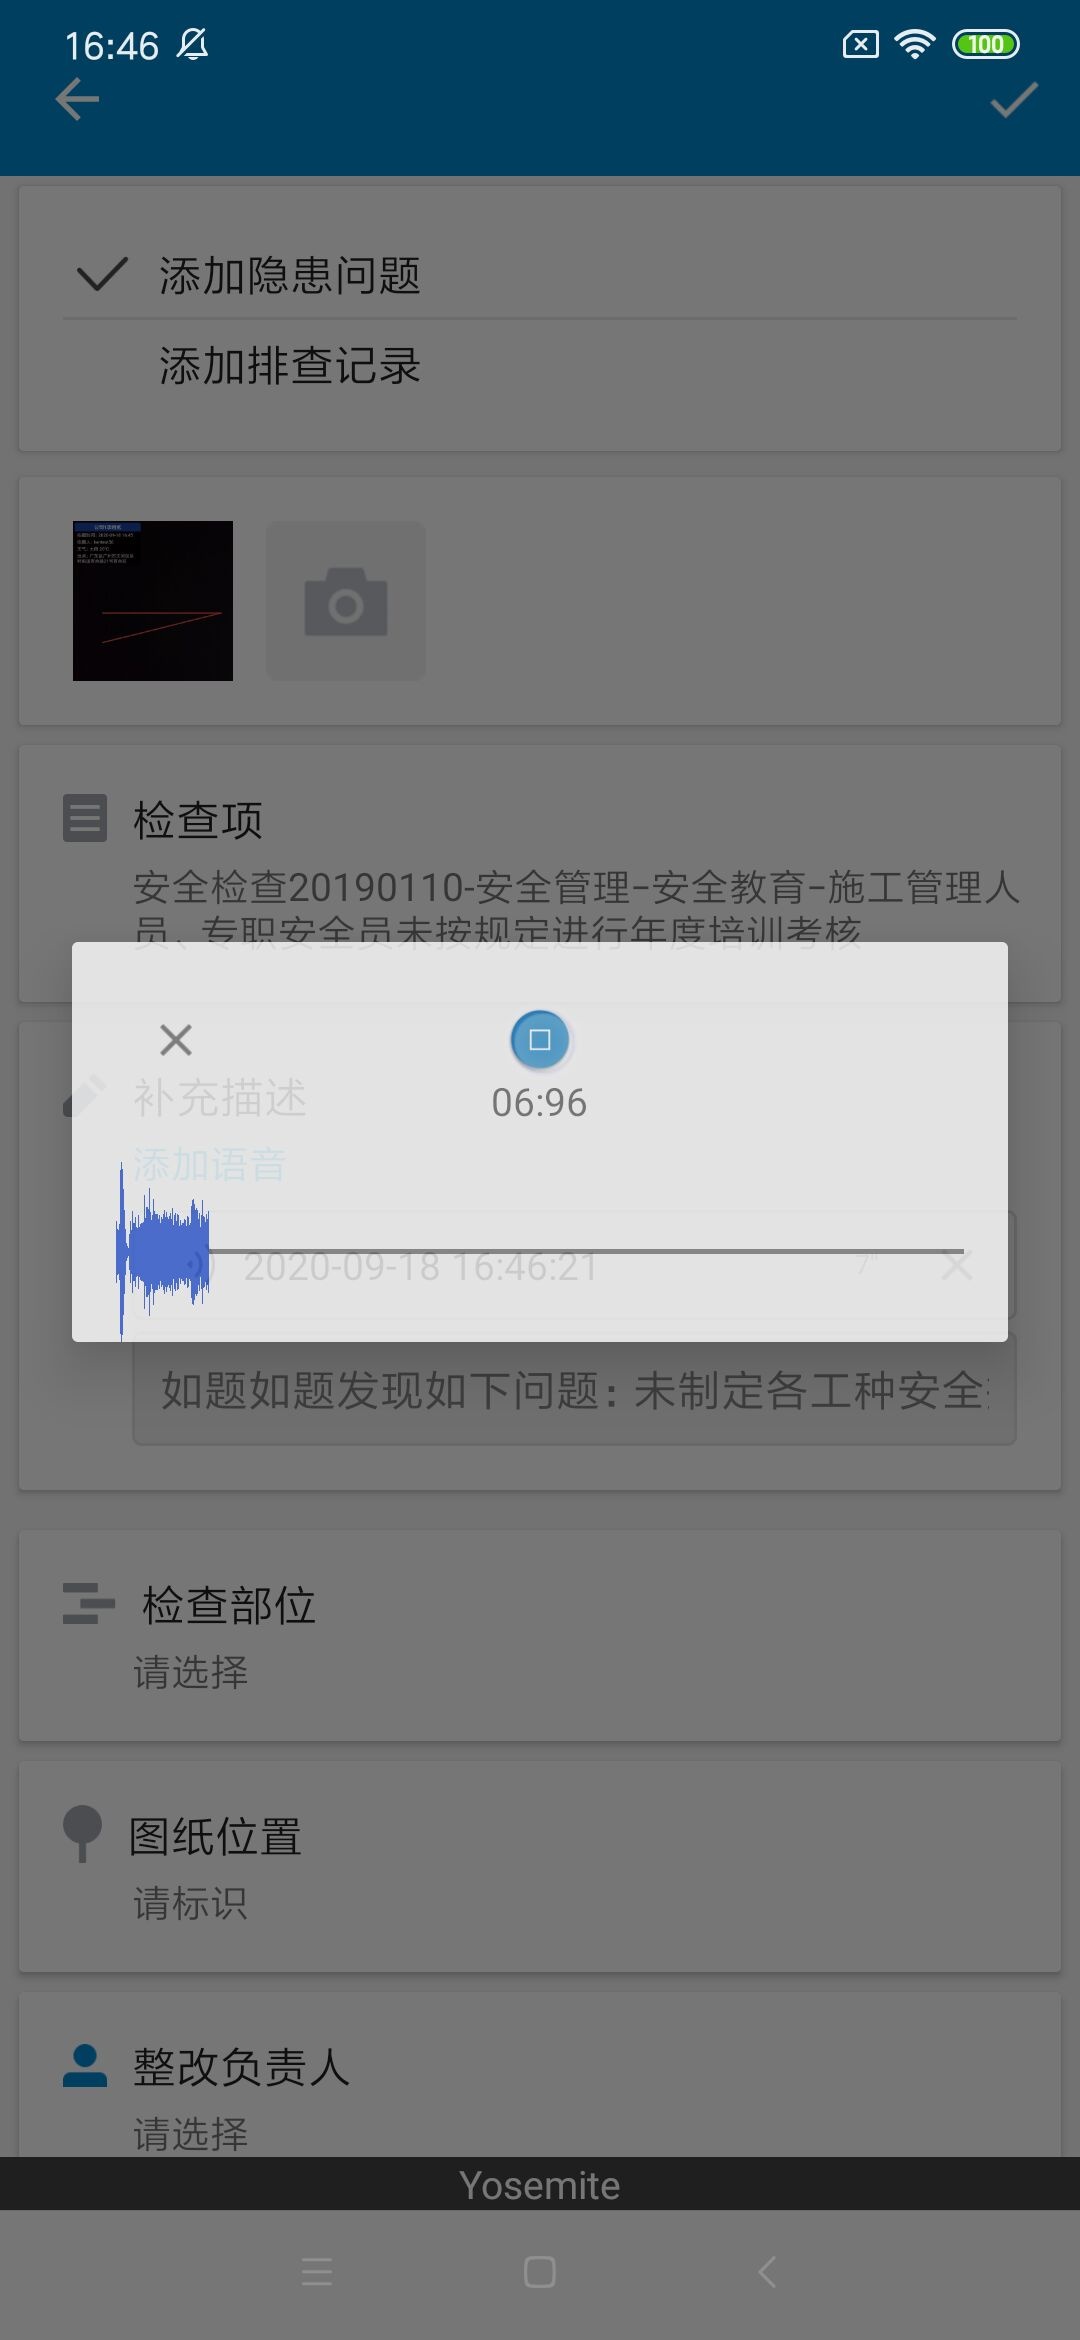 16:46
100
添加隐患问题
添加排查记录
检查项
安全检查20190110-安全管理-安全教育-施工管理人
员、专职安全员未按规定进行年度培训考核
06:96
补充描述
添加语音
2020-09-18 16:46:21
7"
如题如题发现如下问题：未制定各工种安全
检查部位
请选择
图纸位置
请标识
整改负责人
请选择
Yosemite